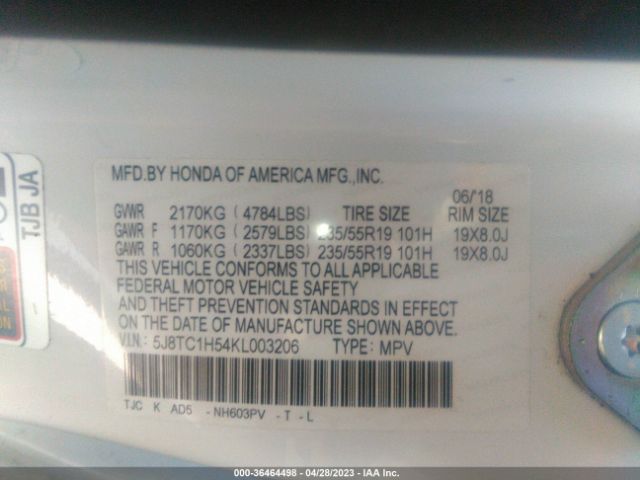 TJB JA
MFD.BY HONDA OF AMERICA MFG.,INC.
06/18
GVWR 2170KG ( 4784LBS) TIRE SIZE RIM SIZE
GAWR F 1170KG ( 2579LBS) 235/55R19 101H 19X8.0J
GAWR R 1060KG ( 2337LBS) 235/55R19 101H 19X8.0J
THIS VEHICLE CONFORMS TO ALL APPLICABLE
FEDERAL MOTOR VEHICLE SAFETY
AND THEFT PREVENTION STANDARDS IN EFFECT
ON THE DATE OF MANUFACTURE SHOWN ABOVE.
V.I.N.: 5J8TC1H54KL003206 TYPE: MPV
TJC K AD5 -NH603PV -T -L
000-36464498 - 04/28/2023 - IAA Inc.